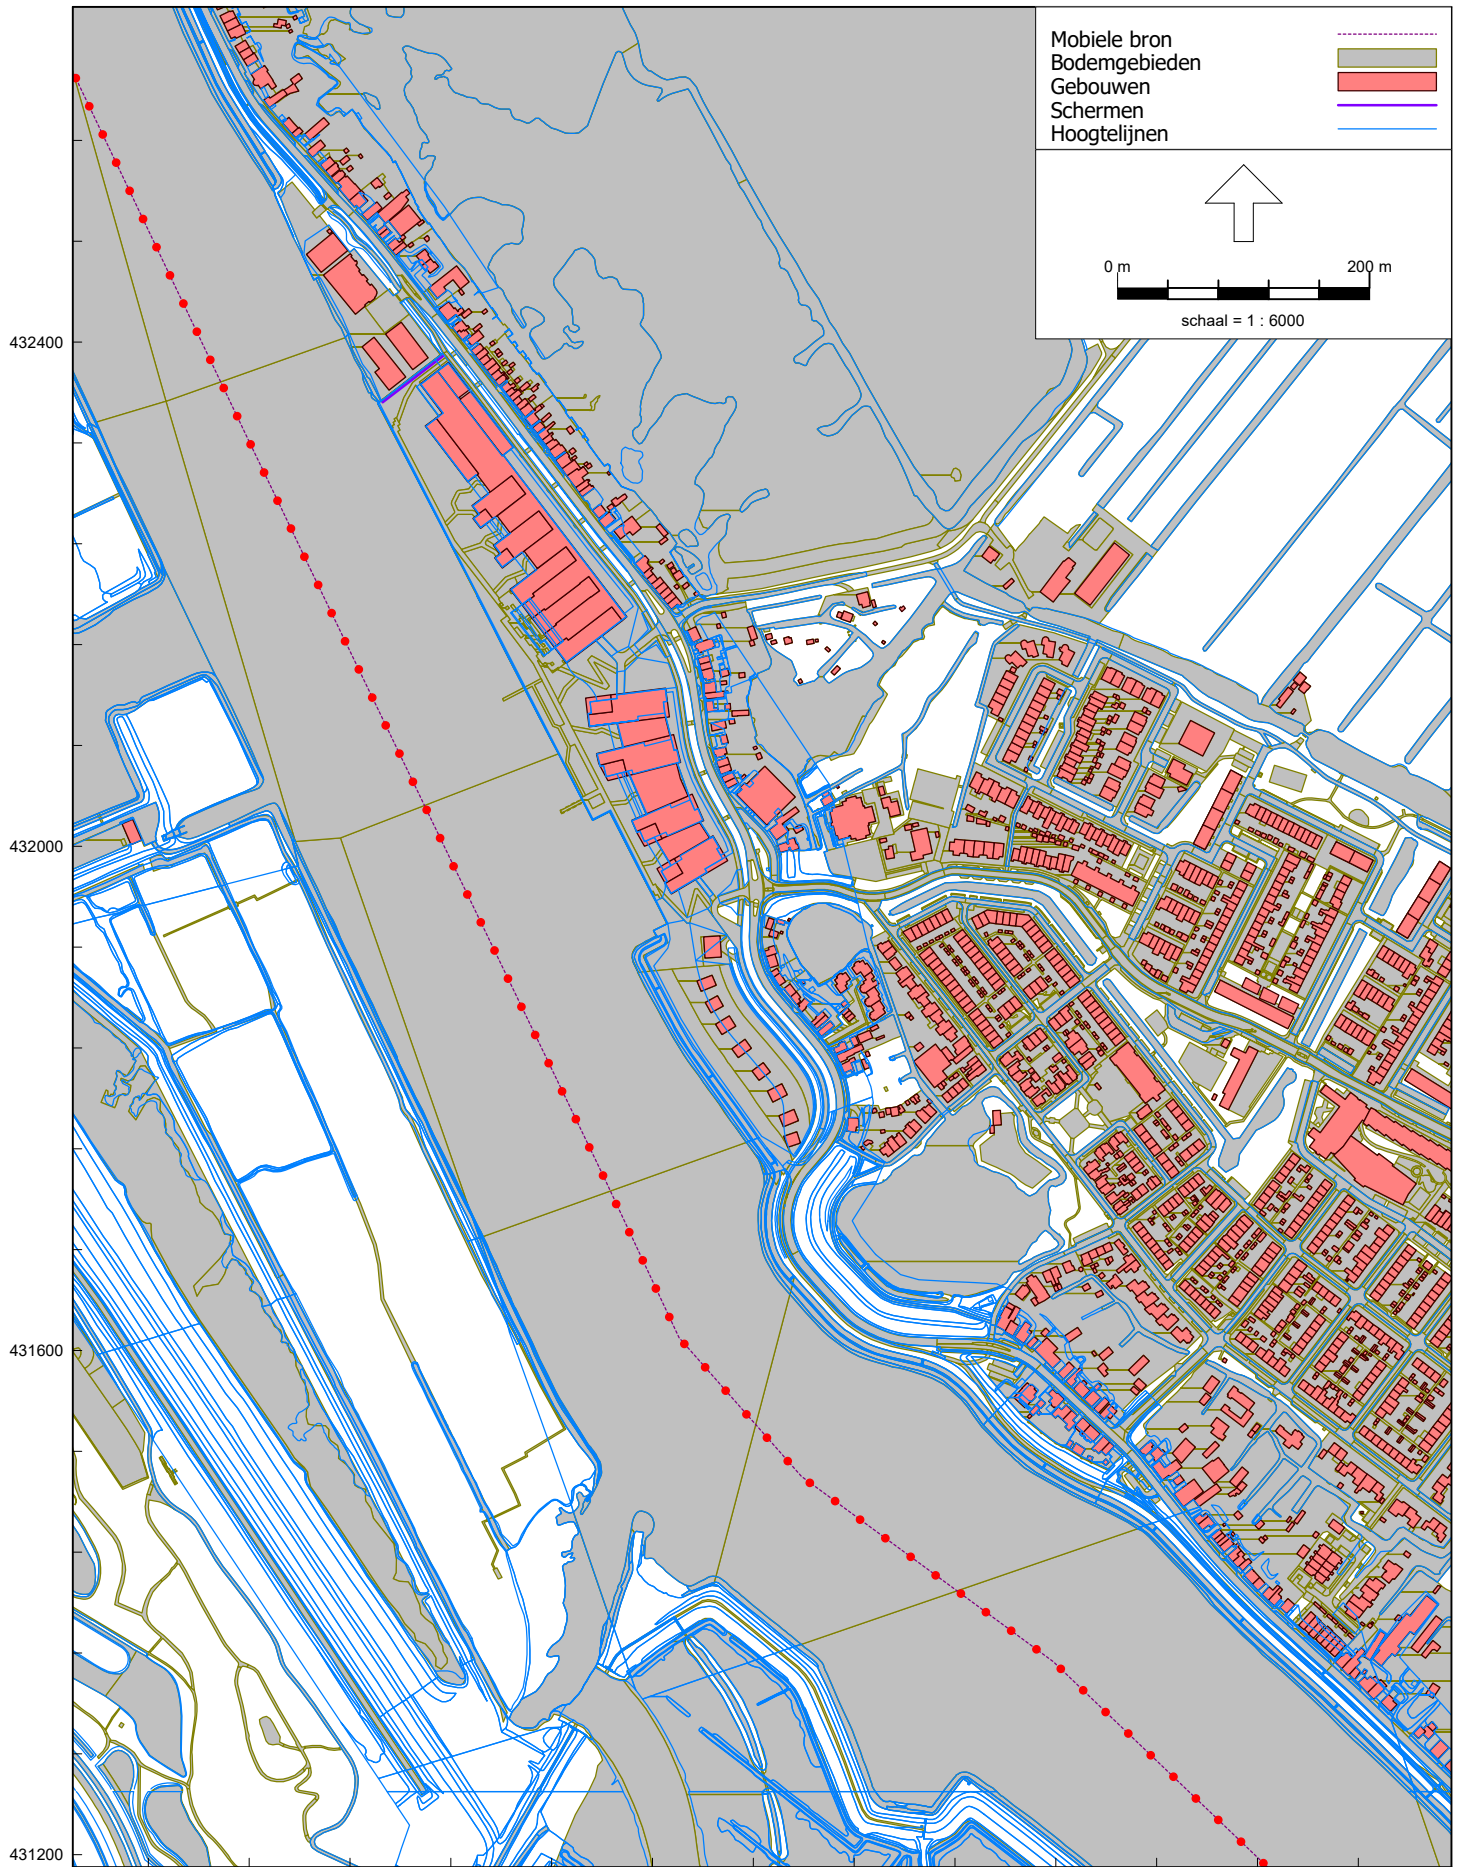 Mobiele bron
Bodemgebieden
Gebouwen
Schermen
Hoogtelijnen
0 m 200 m
schaal = 1 : 6000
432400
432000
431600
431200